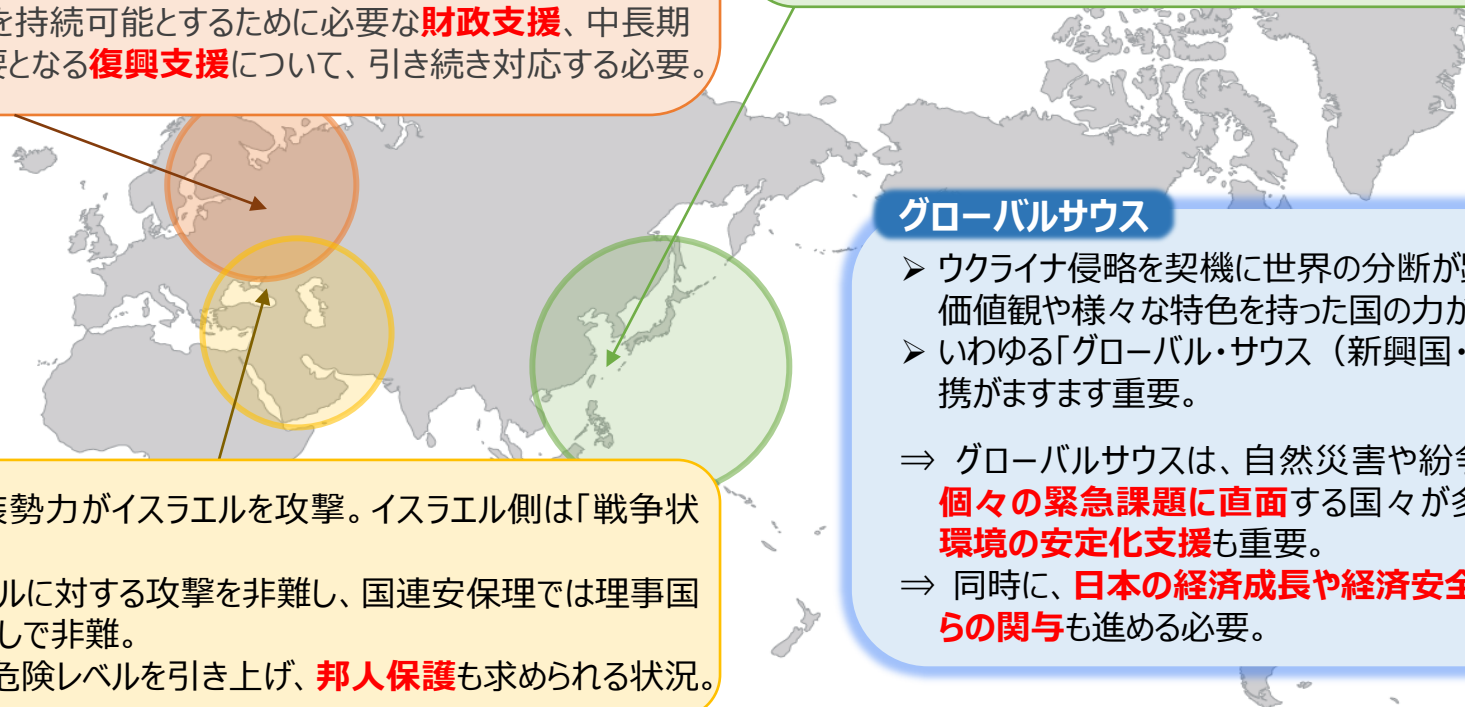 を持続可能とするために必要な財政支援、中長期
要となる復興支援について、引き続き対応する必要。
グローバルサウス
➢ ウクライナ侵略を契機に世界の分断が
価値観や様々な特色を持った国の力が
➢ いわゆる「グローバル・サウス（新興国・
携がますます重要。
⇒ グローバルサウスは、自然災害や紛争
個々の緊急課題に直面する国々が多
環境の安定化支援も重要。
⇒ 同時に、日本の経済成長や経済安全
らの関与も進める必要。
装勢力がイスラエルを攻撃。イスラエル側は「戦争状
ルに対する攻撃を非難し、国連安保理では理事国
しで非難。
危険レベルを引き上げ、邦人保護も求められる状況。